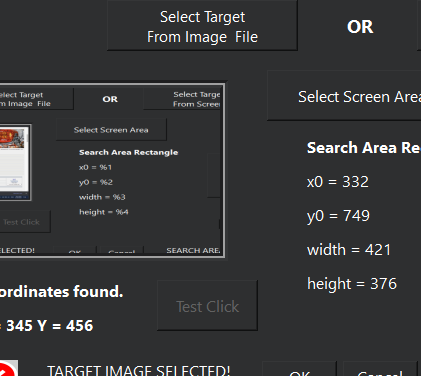 Select Target
From Image File
OR
elect Target
m Image File
OR
Select Targe
From Scree
Select Screen Area
Search Area Rectangle
x0 = %1
y0 = %2
width = %3
height = %4
Test Click
LECTED!
OK
Cancel
SEARCH ARE
Select Screen Area
Search Area Re
x0 = 332
y0 = 749
width = 421
height = 376
ordinates found.
= 345 Y = 456
Test Click
TARGET IMAGE SELECTED!
OK
Cancel